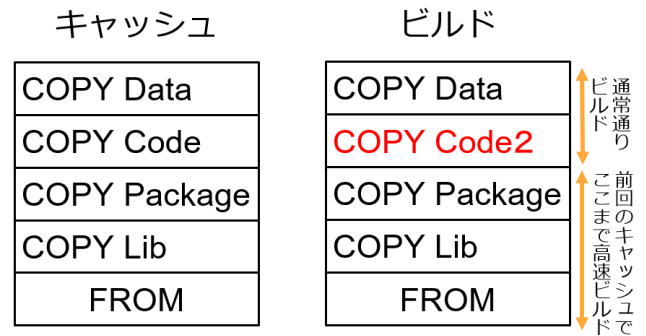 キャッシュ
COPY Data
COPY Code
COPY Package
COPY Lib
FROM
ビルド
COPY Data
COPY Code2
COPY Package
COPY Lib
FROM
通常通り
ビルド
前回のキャッシュで
ここまで高速ビルド